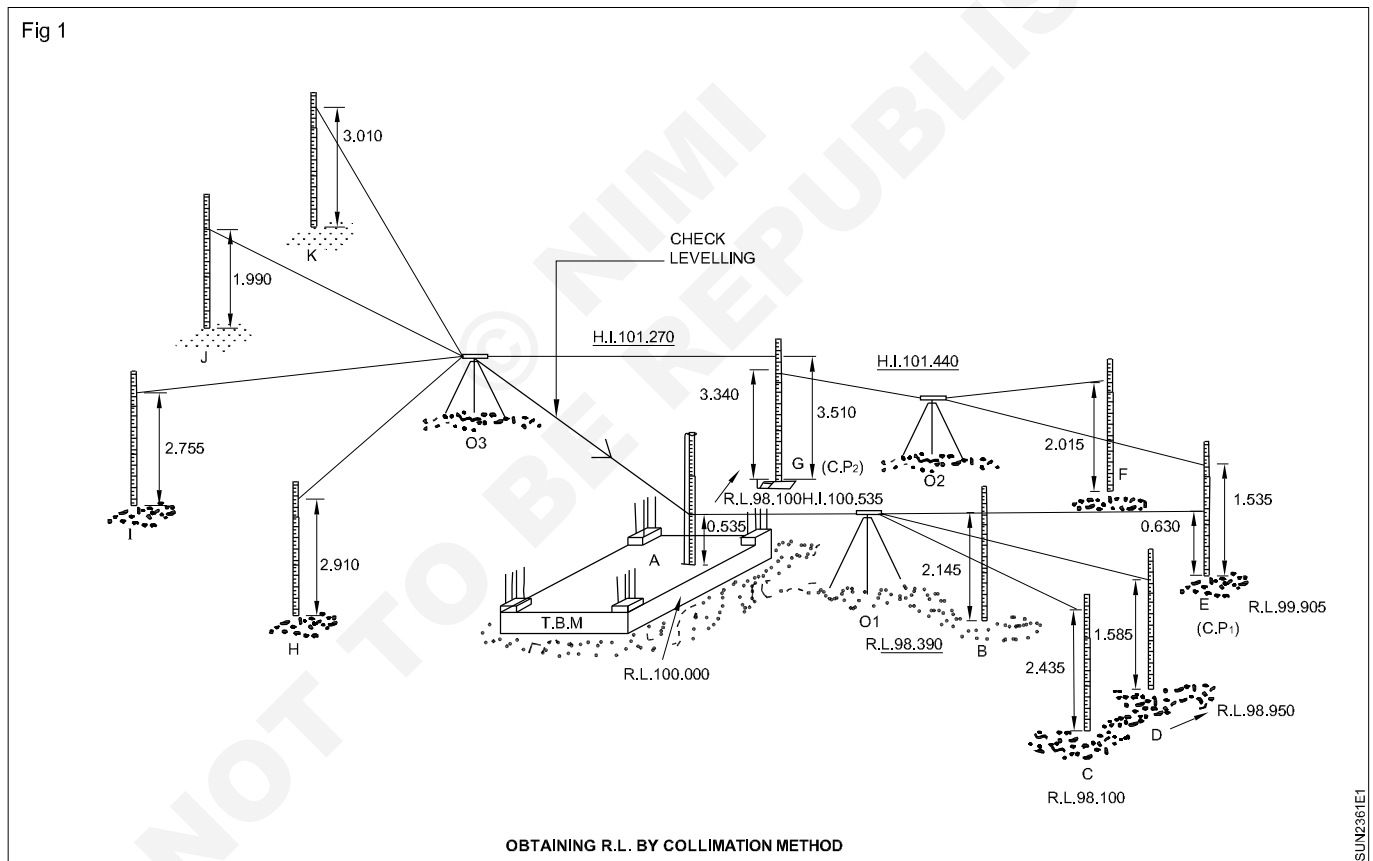 Fig 1
3.010
K
CHECK
LEVELLING
1.990
J
H.I.101.270
H.I.101.440
3.340
3.510
2.755
O3
G (C.P2)
O2
2.015
F
1.535
R.L.98.100H.I.100.535
0.535
0.630
I
A
2.145
2.910
E
R.L.99.905
(C.P1)
T.B.M
O1
B
1.585
H
R.L.98.390
2.435
R.L.100.000
R.L.98.950
D
C
R.L.98.100
OBTAINING R.L. BY COLLIMATION METHOD
SUN2361E1
© NIMI
NOT TO BE REPUBLIS